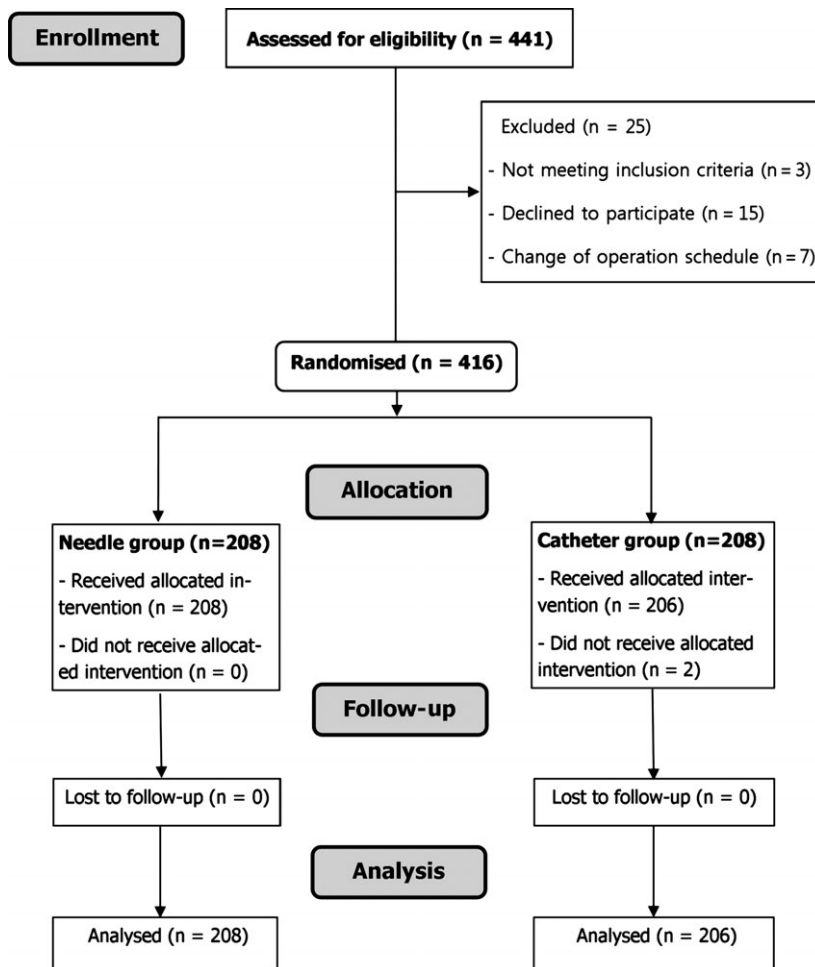 Enrollment
Assessed for eligibility (n = 441)
Excluded (n = 25)
- Not meeting inclusion criteria (n = 3)
- Declined to participate (n = 15)
- Change of operation schedule (n = 7)
Randomised (n = 416)
Allocation
Needle group (n=208)
- Received allocated in-
tervention (n = 208)
- Did not receive allocat-
ed intervention (n = 0)
Catheter group (n=208)
- Received allocated inter-
vention (n = 206)
- Did not receive allocated
intervention (n = 2)
Follow-up
Lost to follow-up (n = 0)
Lost to follow-up (n = 0)
Analysis
Analysed (n = 208)
Analysed (n = 206)